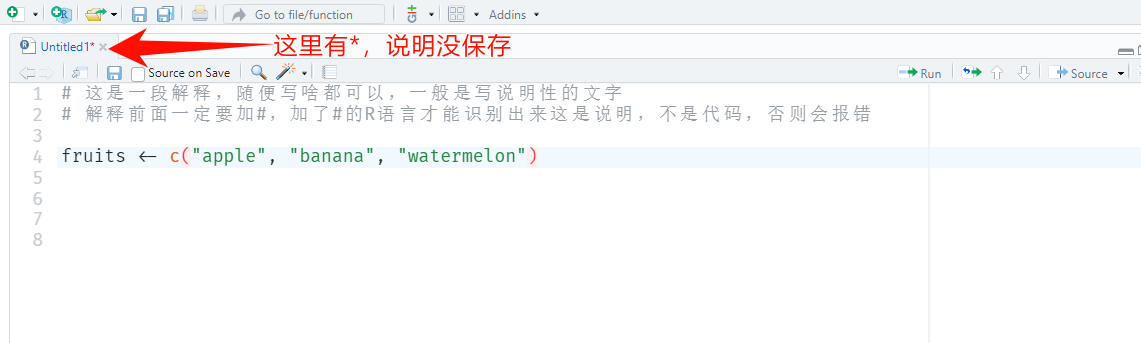 Go to file/function
Addins
Untitled1*
这里有*，说明没保存
Source on Save
Run
Source
1 # 这是一段解释，随便写啥都可以，一般是写说明性的文字
2 # 解释前面一定要加#，加了#的R语言才能识别出来这是说明，不是代码，否则会报错
3
4 fruits <- c("apple", "banana", "watermelon")
5
6
7
8